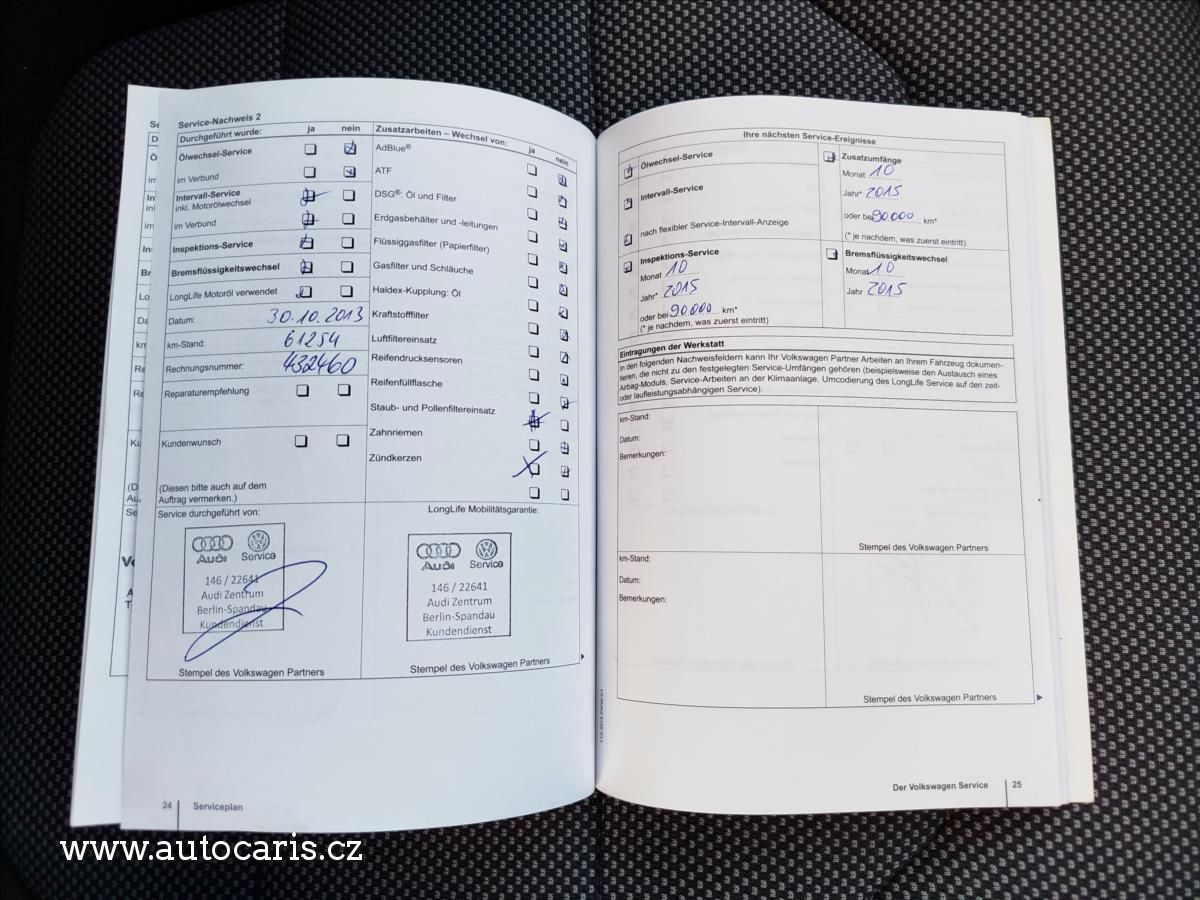 Service-Nachweis 2
Durchgeführt wurde: ja nein
Ölwechsel-Service
im Verbund
Intervall-Service
inkl. Motorölwechsel
im Verbund
Inspektions-Service
Bremsflüssigkeitswechsel
LongLife Motoröl verwendet
Datum: 30.10.2013
km-Stand: 61254
Rechnungsnummer: 432460
Reparaturempfehlung
Kundenwunsch
(Diesen bitte auch auf dem
Auftrag vermerken.)
Zusatzarbeiten – Wechsel von: ja nein
AdBlue®
ATF
DSG®: Öl und Filter
Erdgasbehälter und -leitungen
Flüssiggasfilter (Papierfilter)
Gasfilter und Schläuche
Haldex-Kupplung: Öl
Kraftstofffilter
Luftfiltereinsatz
Reifendrucksensoren
Reifenfüllflasche
Staub- und Pollenfiltereinsatz
Zahnriemen
Zündkerzen
Service durchgeführt von:
Audi Service
146 / 22641
Audi Zentrum
Berlin-Spandau
Kundendienst
Stempel des Volkswagen Partners
LongLife Mobilitätsgarantie:
Audi Service
146 / 22641
Audi Zentrum
Berlin-Spandau
Kundendienst
Stempel des Volkswagen Partners
24 Serviceplan
Ihre nächsten Service-Ereignisse
Ölwechsel-Service
Intervall-Service
nach flexibler Service-Intervall-Anzeige
Inspektions-Service
Monat 10
Jahr* 2015
oder bei 90000 km*
(* je nachdem, was zuerst eintritt)
Zusatzumfänge
Monat 10
Jahr* 2015
oder bei 90000 km*
(* je nachdem, was zuerst eintritt)
Bremsflüssigkeitswechsel
Monat 10
Jahr 2015
Eintragungen der Werkstatt
In den folgenden Nachweisfeldern kann Ihr Volkswagen Partner Arbeiten an Ihrem Fahrzeug dokumen-
tieren, die nicht zu den festgelegten Service-Umfängen gehören (beispielsweise den Austausch eines
Airbag-Moduls, Service-Arbeiten an der Klimaanlage, Umcodierung des LongLife Service auf den zeit-
oder laufleistungsabhängigen Service).
km-Stand:
Datum:
Bemerkungen:
Stempel des Volkswagen Partners
km-Stand:
Datum:
Bemerkungen:
Stempel des Volkswagen Partners
Der Volkswagen Service 25
www.autocaris.cz